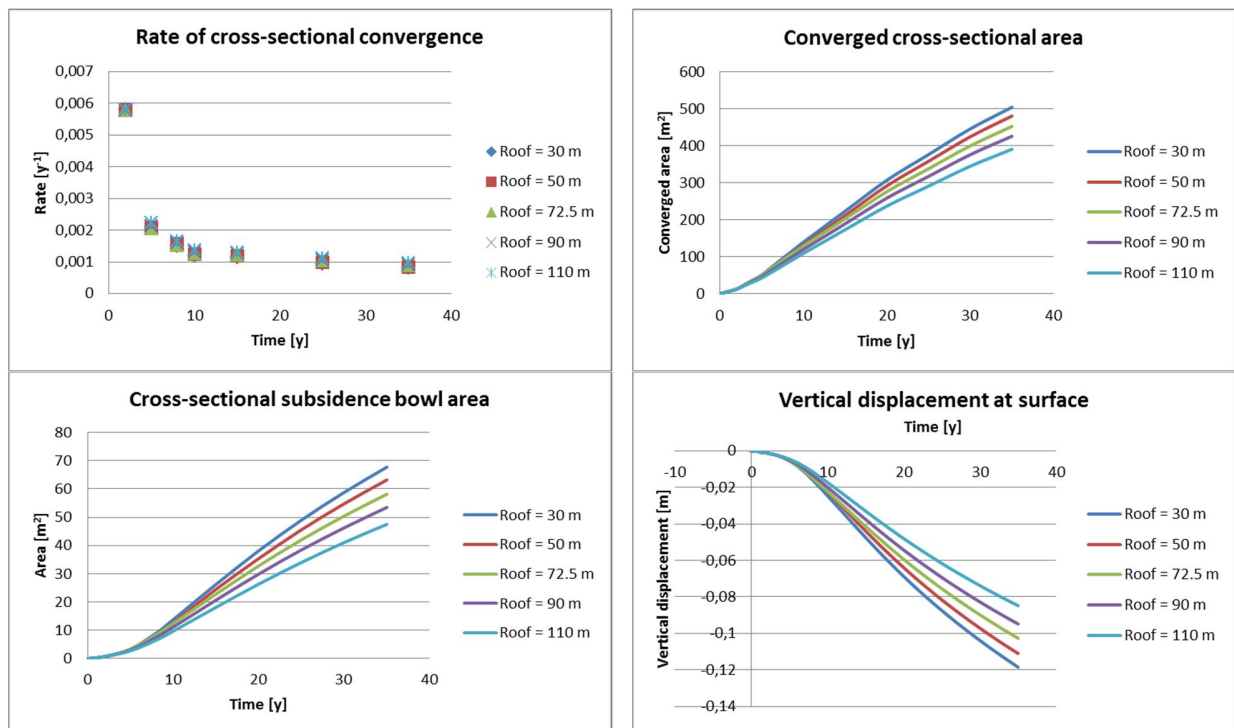 Rate of cross-sectional convergence
0,007
0,006
0,005
0,004
0,003
0,002
0,001
0
Rate [y-1]
0 10 20 30 40
Time [y]
Roof = 30 m
Roof = 50 m
Roof = 72.5 m
Roof = 90 m
Roof = 110 m
Converged cross-sectional area
600
500
400
300
200
100
0
Converged area [m2]
0 10 20 30 40
Time [y]
Roof = 30 m
Roof = 50 m
Roof = 72.5 m
Roof = 90 m
Roof = 110 m
Cross-sectional subsidence bowl area
80
70
60
50
40
30
20
10
0
Area [m2]
0 10 20 30 40
Time [y]
Roof = 30 m
Roof = 50 m
Roof = 72.5 m
Roof = 90 m
Roof = 110 m
Vertical displacement at surface
Time [y]
-10 0 10 20 30 40
0
-0,02
-0,04
-0,06
-0,08
-0,1
-0,12
-0,14
Vertical displacement [m]
Roof = 30 m
Roof = 50 m
Roof = 72.5 m
Roof = 90 m
Roof = 110 m